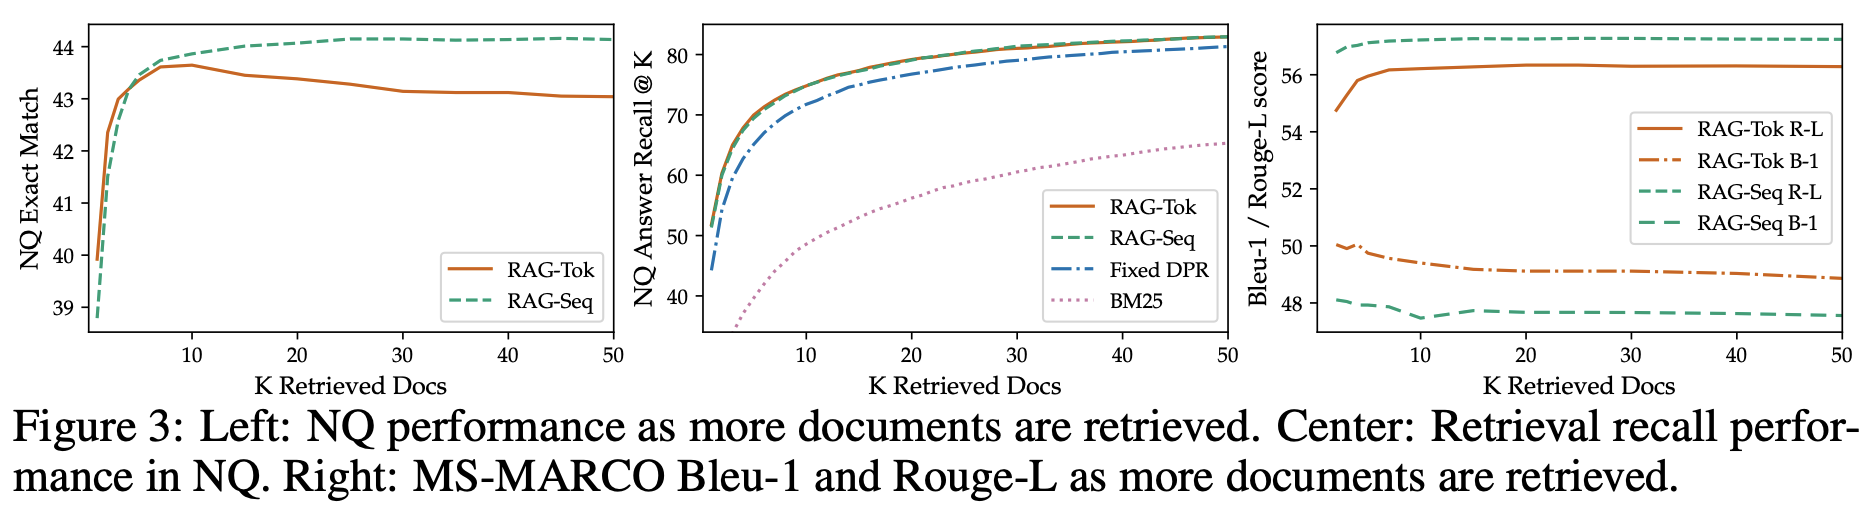 NQ Exact Match
44
43
42
41
40
39
10 20 30 40 50
K Retrieved Docs
RAG-Tok
RAG-Seq
NQ Answer Recall @ K
80
70
60
50
40
10 20 30 40 50
K Retrieved Docs
RAG-Tok
RAG-Seq
Fixed DPR
BM25
Bleu-1 / Rouge-L score
56
54
52
50
48
10 20 30 40 50
K Retrieved Docs
RAG-Tok R-L
RAG-Tok B-1
RAG-Seq R-L
RAG-Seq B-1
Figure 3: Left: NQ performance as more documents are retrieved. Center: Retrieval recall perfor-
mance in NQ. Right: MS-MARCO Bleu-1 and Rouge-L as more documents are retrieved.